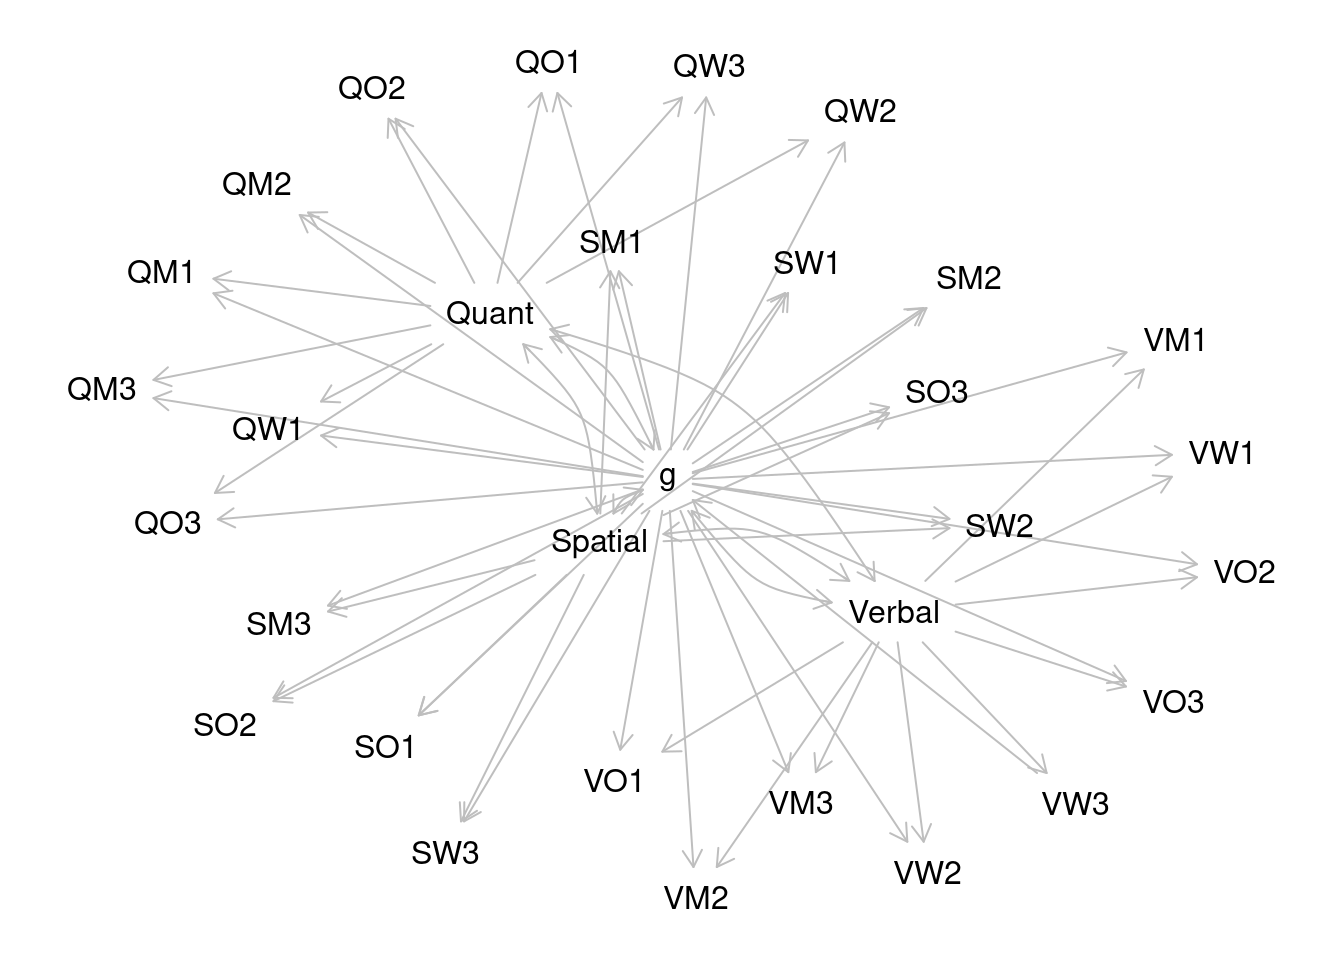 QO1
QW3
QO2
QW2
QM2
SM1
SW1
QM1
SM2
Quant
VM1
QM3
SO3
QW1
VW1
g
QO3
SW2
Spatial
VO2
Verbal
SM3
VO3
SO2
SO1
VO1
VM3
VW3
SW3
VW2
VM2